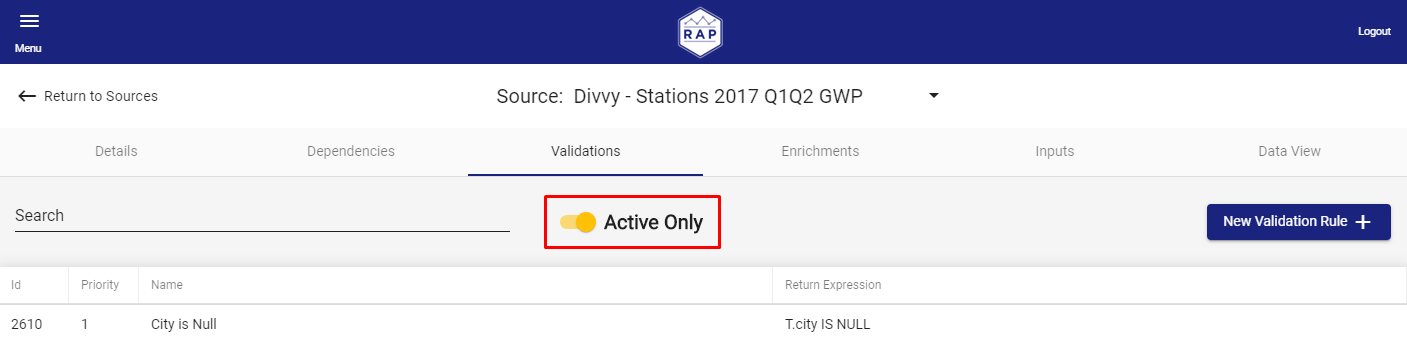 RAP
Menu
Logout
Return to Sources
Source: Divvy - Stations 2017 Q1Q2 GWP
Details Dependencies Validations Enrichments Inputs Data View
Search Active Only New Validation Rule +
Id Priority Name Return Expression
2610 1 City is Null T.city IS NULL